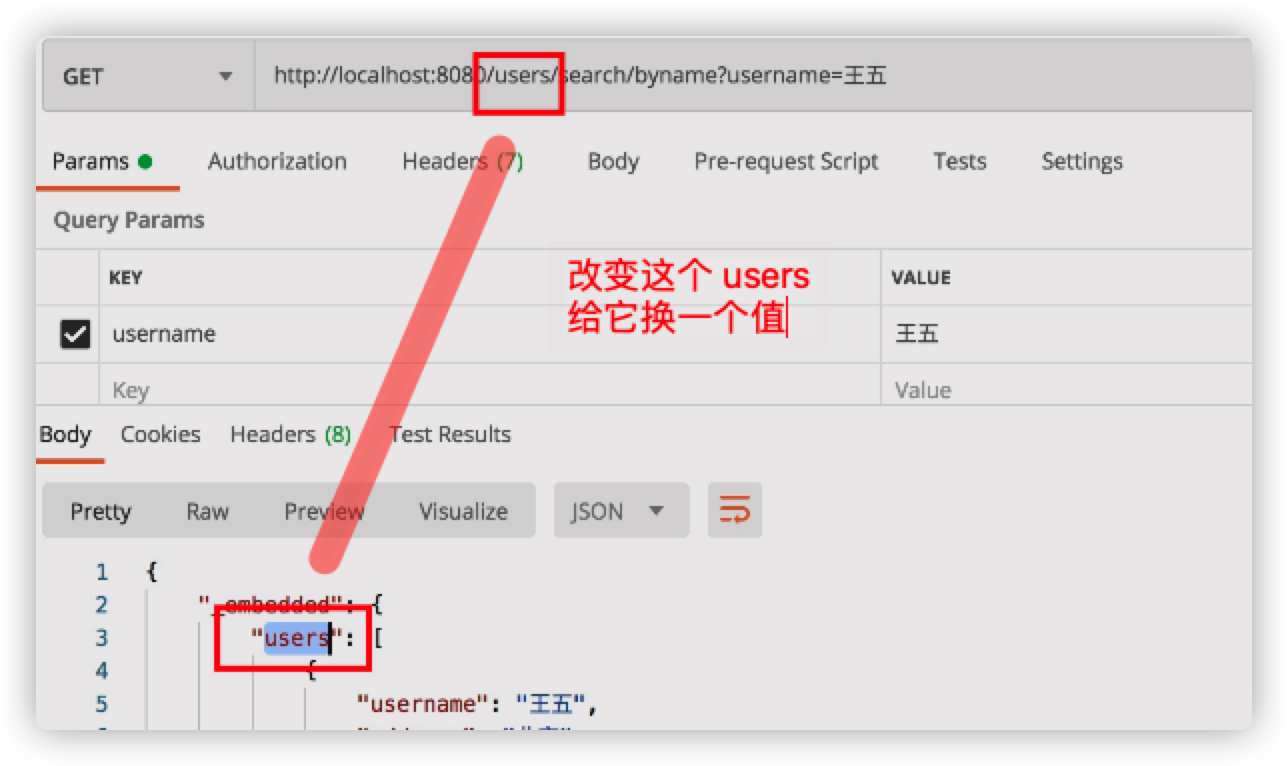 GET
http://localhost:8080/users/search/byname?username=王五
Params Authorization Headers (7) Body Pre-request Script Tests Settings
Query Params
KEY VALUE
改变这个 users
给它换一个值
username 王五
Key Value
Body Cookies Headers (8) Test Results
Pretty Raw Preview Visualize JSON
1 {
2 "_embedded": {
3 "users": [
4 {
5 "username": "王五",